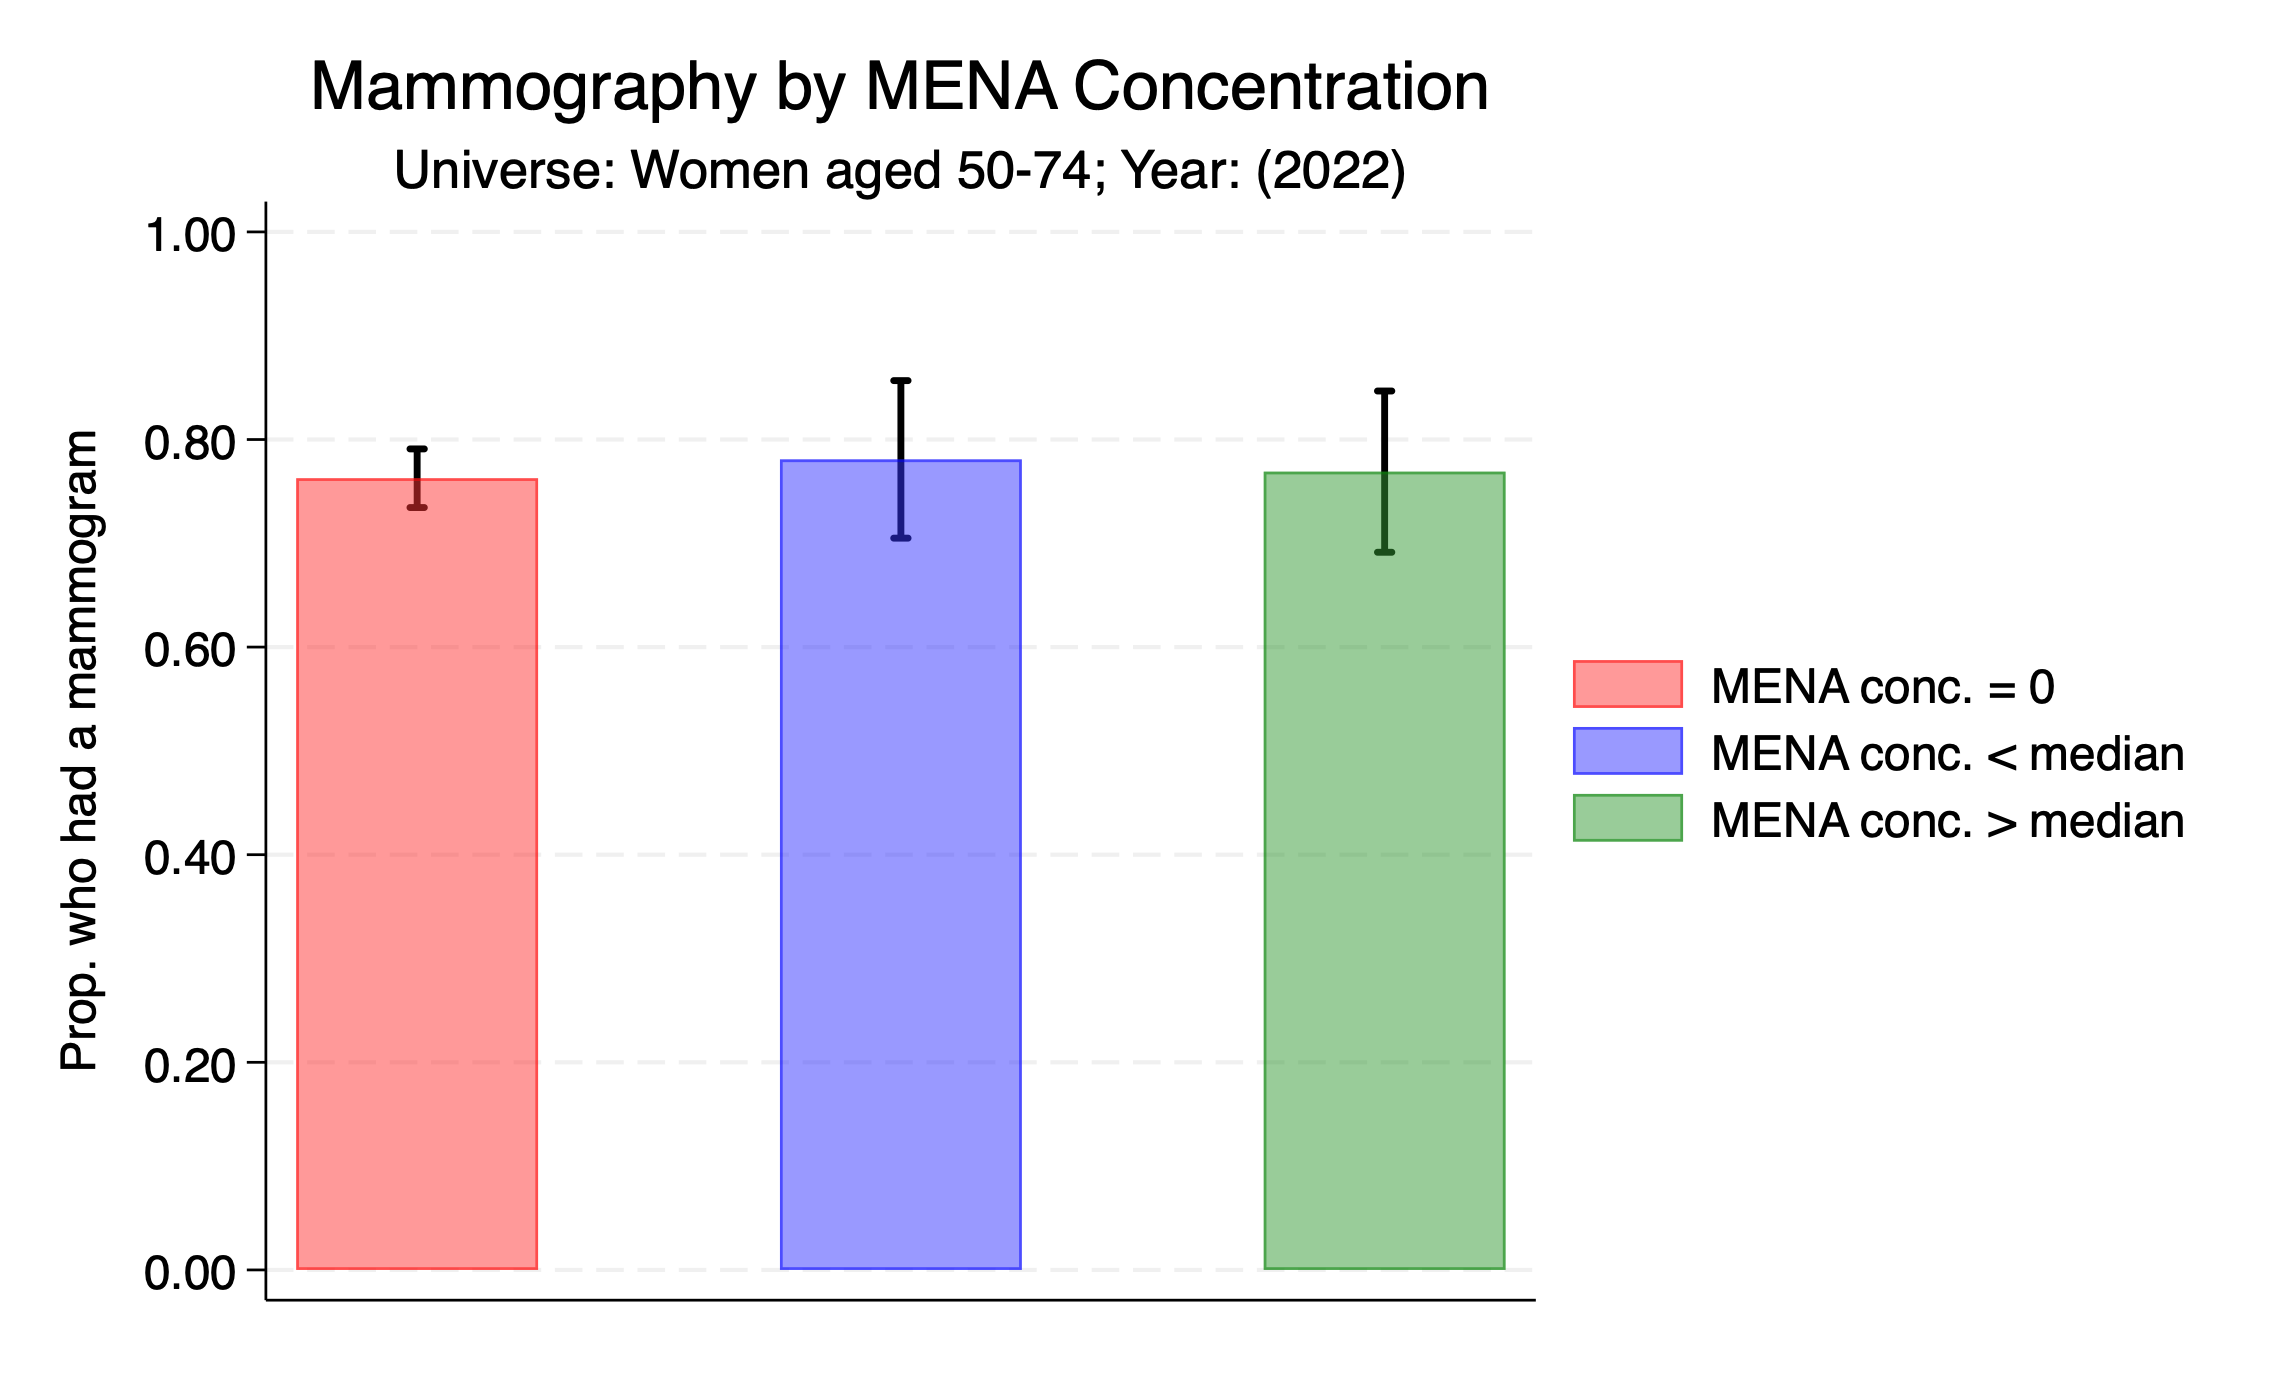 Mammography by MENA Concentration
Universe: Women aged 50-74; Year: (2022)
Prop. who had a mammogram
1.00
0.80
0.60
0.40
0.20
0.00
MENA conc. = 0
MENA conc. < median
MENA conc. > median